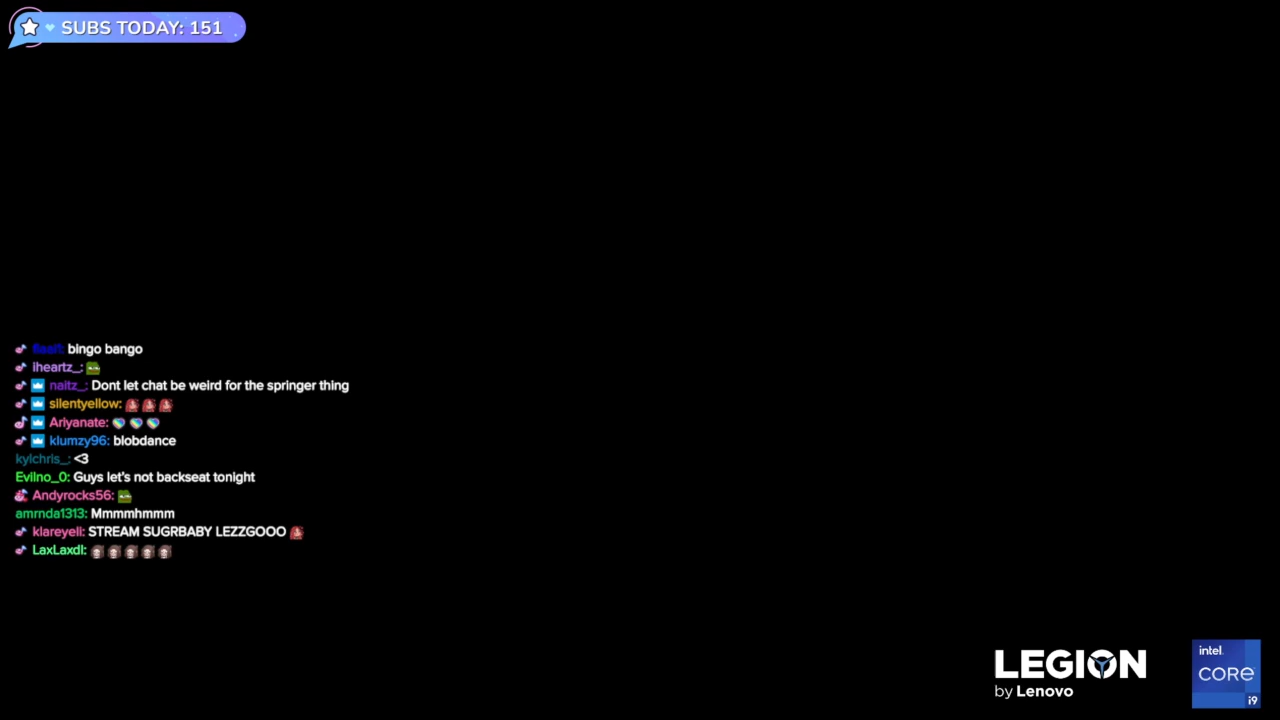 SUBS TODAY: 151
bingo bango
iheartz_:
naitz_: Dont let chat be weird for the springer thing
silentyellow:
Ariyanate:
klumzy96: blobdance
kylchris_: <3
Evilno_0: Guys let's not backseat tonight
Andyrocks56:
amrnda1313: Mmmmhmmm
klareyell: STREAM SUGRBABY LEZZGOOO
LaxLaxdl:
LEGION
by Lenovo
intel.
CORE
i9